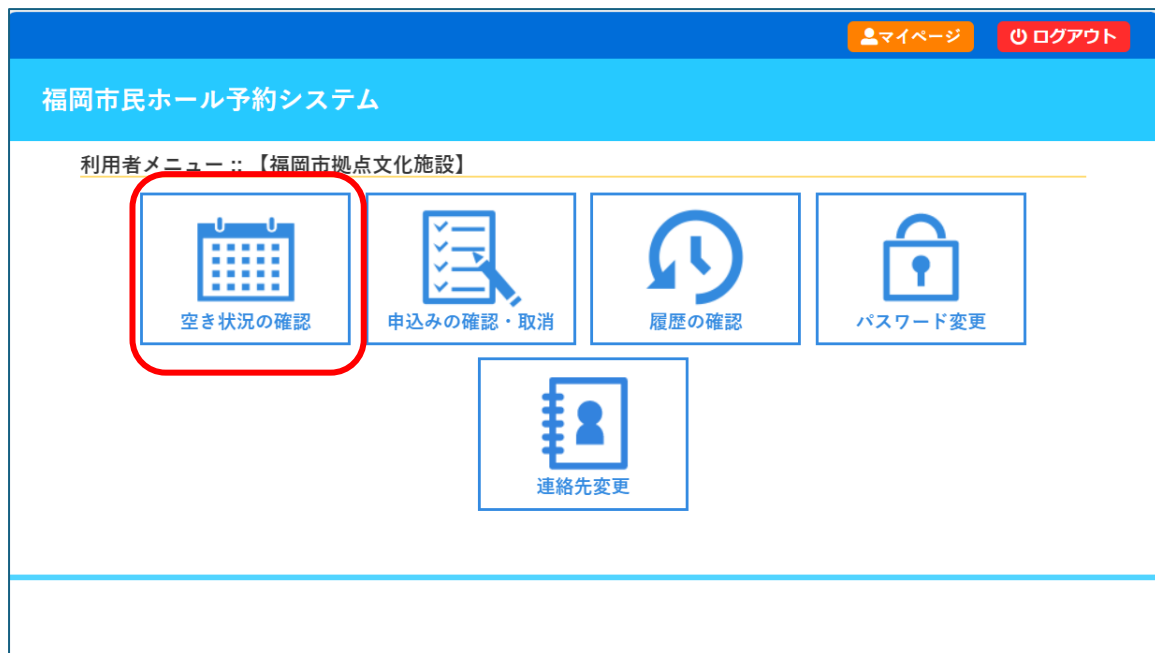 マイページ ログアウト
福岡市民ホール予約システム
利用者メニュー :: 【福岡市拠点文化施設】
空き状況の確認 申込みの確認・取消 履歴の確認 パスワード変更
連絡先変更